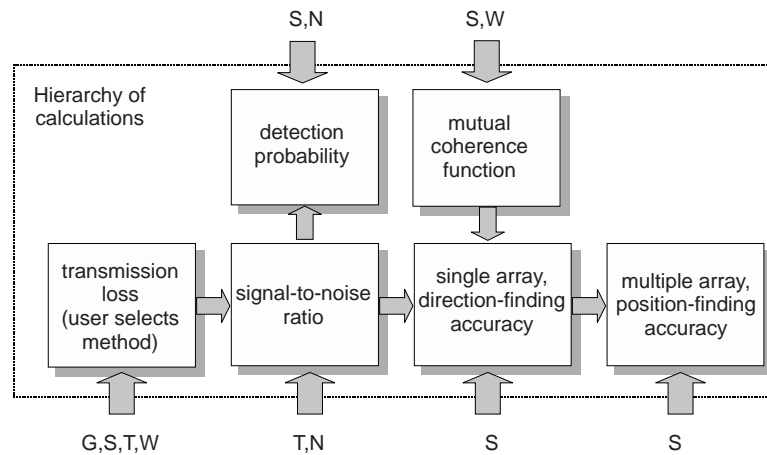 S,N
S,W
Hierarchy of
calculations
detection
probability
mutual
coherence
function
transmission
loss
(user selects
method)
signal-to-noise
ratio
single array,
direction-finding
accuracy
multiple array,
position-finding
accuracy
G,S,T,W
T,N
S
S